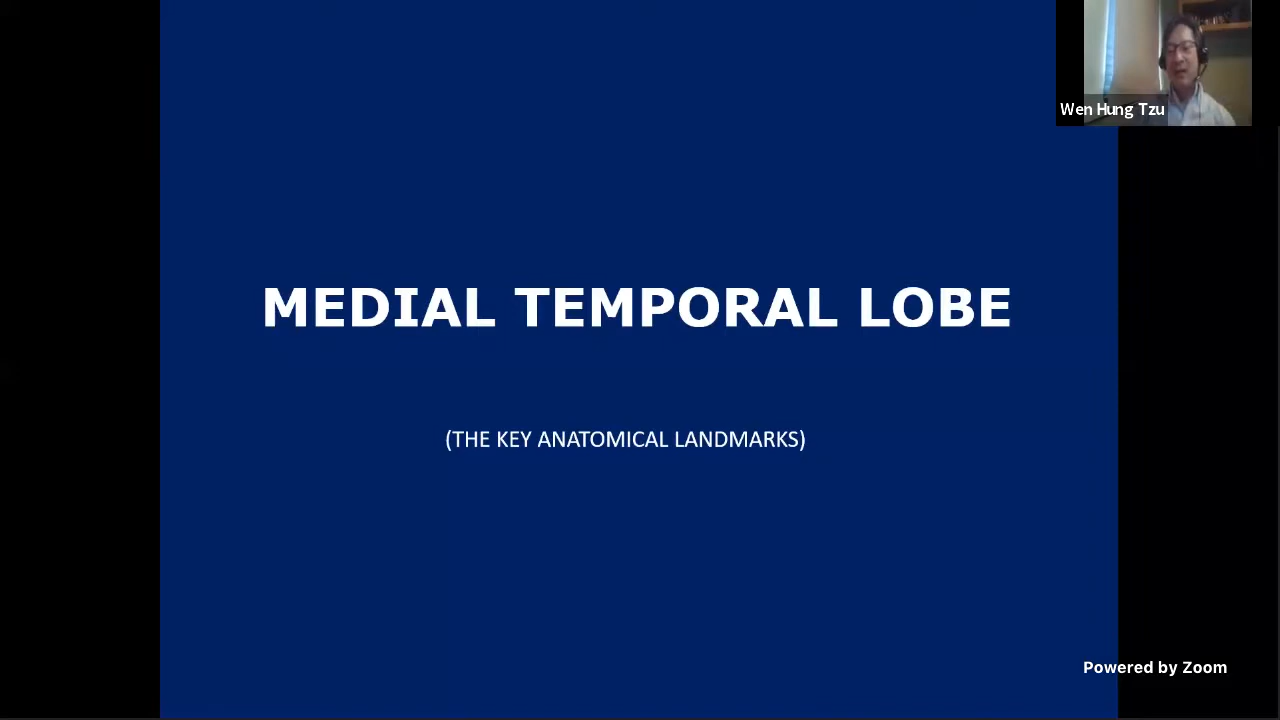 Wen Hung Tzu
MEDIAL TEMPORAL LOBE
(THE KEY ANATOMICAL LANDMARKS)
Powered by Zoom